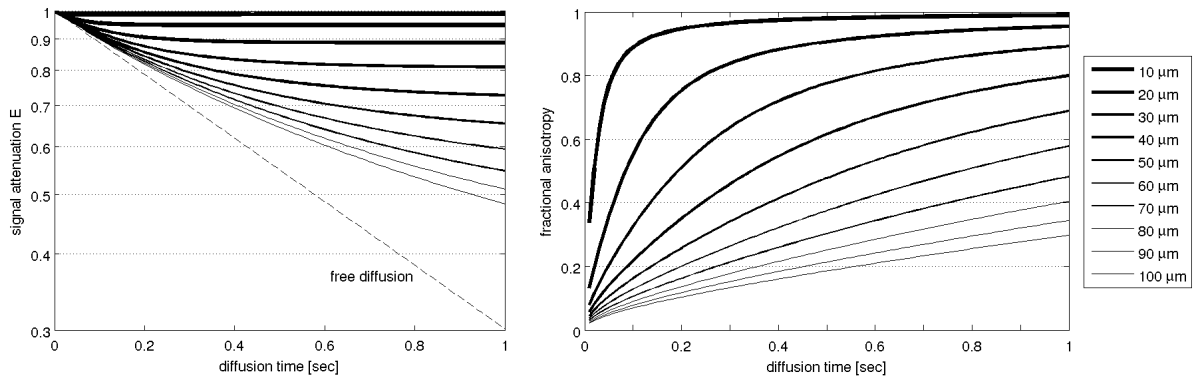 1
0.9
0.8
0.7
0.6
0.5
0.4
0.3
signal attenuation E
free diffusion
0
0.2
0.4
0.6
0.8
1
diffusion time [sec]
1
0.8
0.6
0.4
0.2
0
fractional anisotropy
0
0.2
0.4
0.6
0.8
1
diffusion time [sec]
10 µm
20 µm
30 µm
40 µm
50 µm
60 µm
70 µm
80 µm
90 µm
100 µm